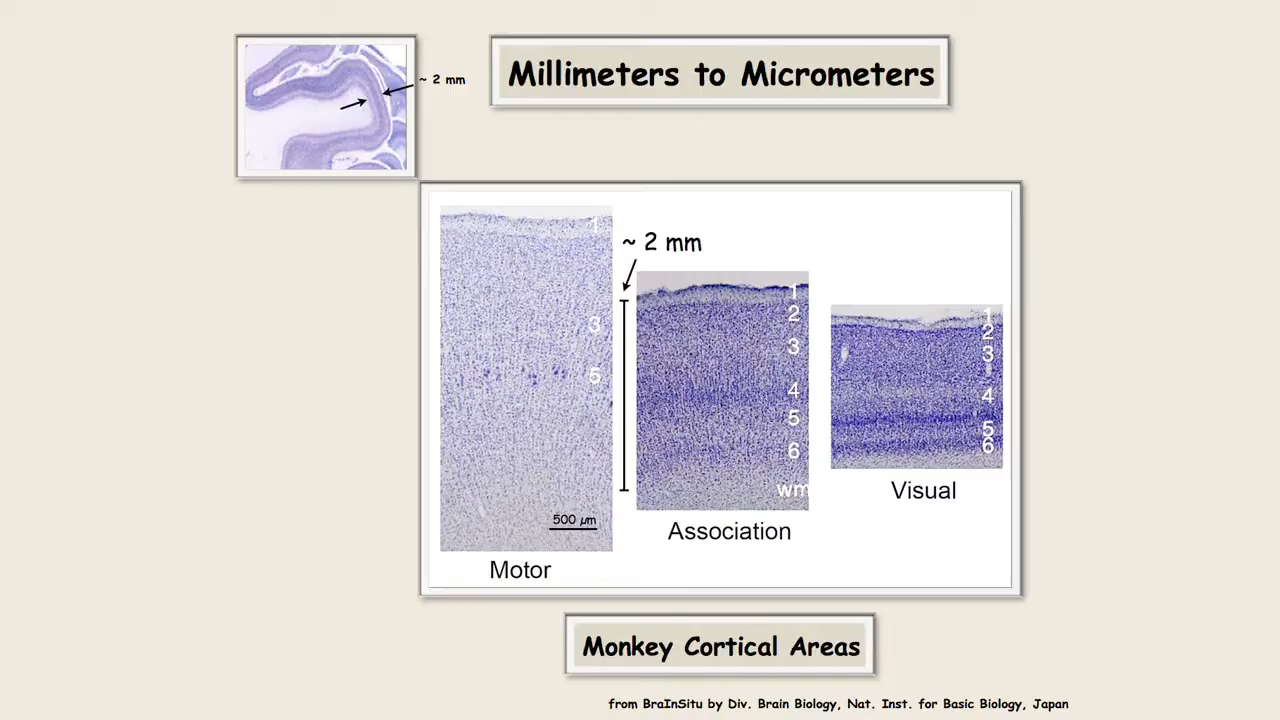 ~ 2 mm
Millimeters to Micrometers
1
3
5
500 µm
Motor
~ 2 mm
1
2
3
4
5
6
wm
Association
1
2
3
4
5
6
Visual
Monkey Cortical Areas
from BraInSitu by Div. Brain Biology, Nat. Inst. for Basic Biology, Japan